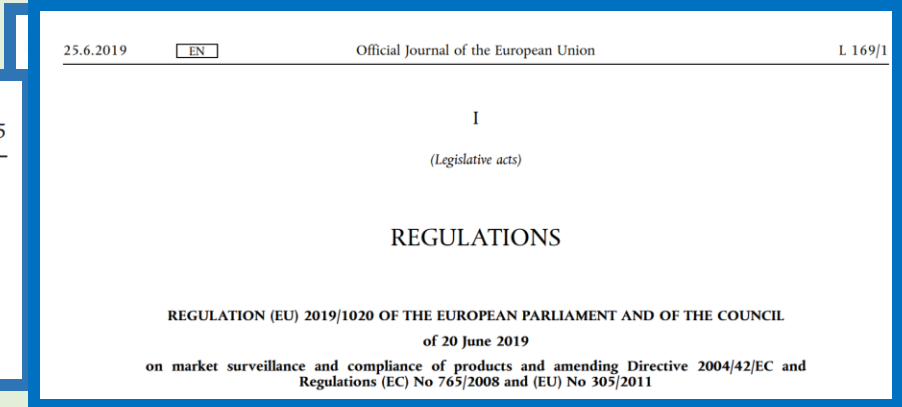 25.6.2019 EN Official Journal of the European Union L 169/1
5
I
(Legislative acts)
REGULATIONS
REGULATION (EU) 2019/1020 OF THE EUROPEAN PARLIAMENT AND OF THE COUNCIL
of 20 June 2019
on market surveillance and compliance of products and amending Directive 2004/42/EC and
Regulations (EC) No 765/2008 and (EU) No 305/2011